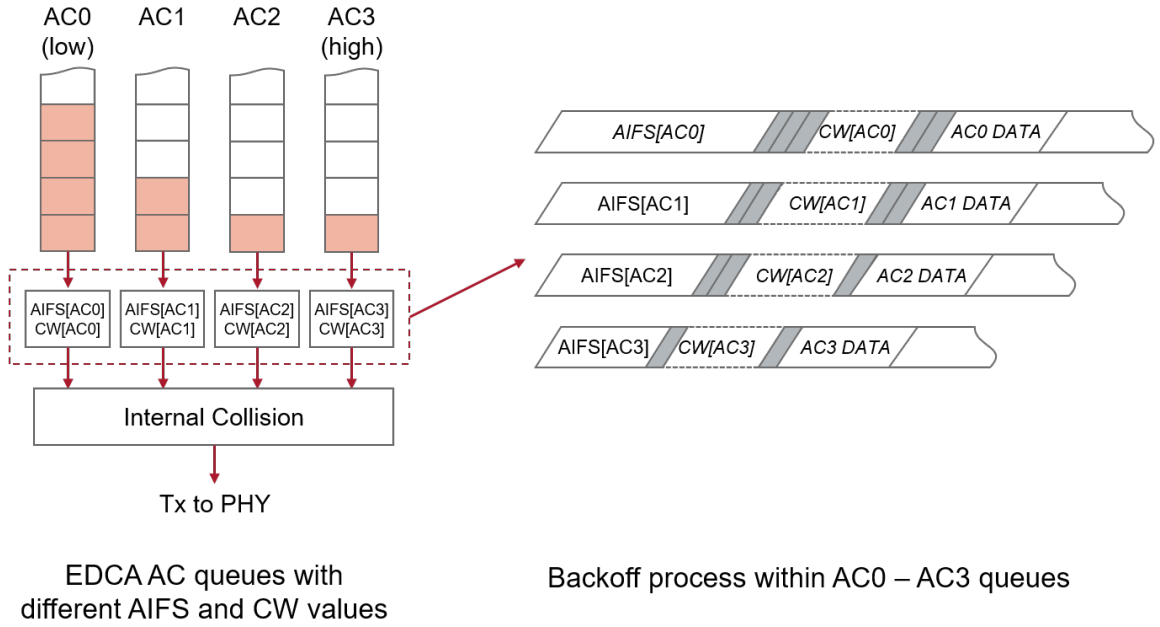 AC0 AC1 AC2 AC3
(low) (high)
AIFS[AC0] CW[AC0] AC0 DATA
AIFS[AC1] CW[AC1] AC1 DATA
AIFS[AC2] CW[AC2] AC2 DATA
AIFS[AC3] CW[AC3] AC3 DATA
AIFS[AC0] AIFS[AC1] AIFS[AC2] AIFS[AC3]
CW[AC0] CW[AC1] CW[AC2] CW[AC3]
Internal Collision
Tx to PHY
EDCA AC queues with
different AIFS and CW values
Backoff process within AC0 – AC3 queues